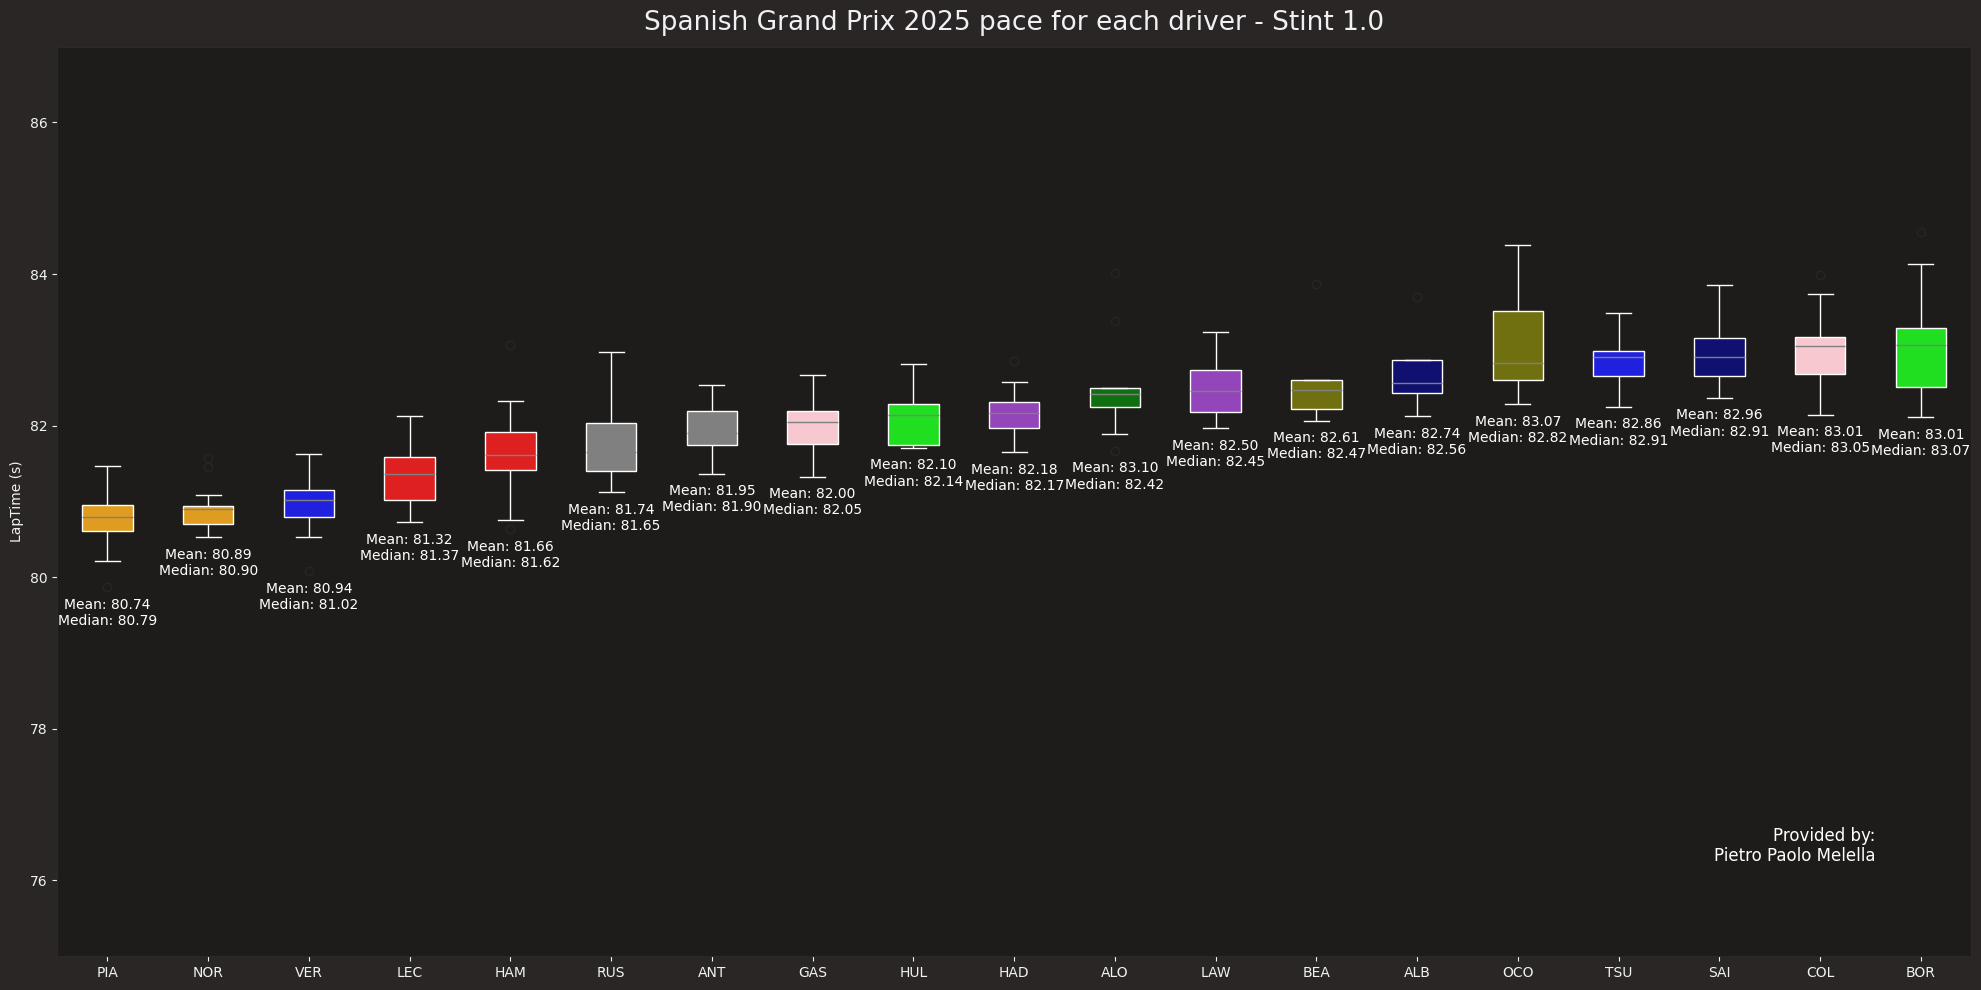 Spanish Grand Prix 2025 pace for each driver - Stint 1.0
LapTime (s)
86
84
82
80
78
76
Mean: 80.74
Median: 80.79
Mean: 80.89
Median: 80.90
Mean: 80.94
Median: 81.02
Mean: 81.32
Median: 81.37
Mean: 81.66
Median: 81.62
Mean: 81.74
Median: 81.65
Mean: 81.95
Median: 81.90
Mean: 82.00
Median: 82.05
Mean: 82.10
Median: 82.14
Mean: 82.18
Median: 82.17
Mean: 83.10
Median: 82.42
Mean: 82.50
Median: 82.45
Mean: 82.61
Median: 82.47
Mean: 82.74
Median: 82.56
Mean: 83.07
Median: 82.82
Mean: 82.86
Median: 82.91
Mean: 82.96
Median: 82.91
Mean: 83.01
Median: 83.05
Mean: 83.01
Median: 83.07
Provided by:
Pietro Paolo Melella
PIA NOR VER LEC HAM RUS ANT GAS HUL HAD ALO LAW BEA ALB OCO TSU SAI COL BOR